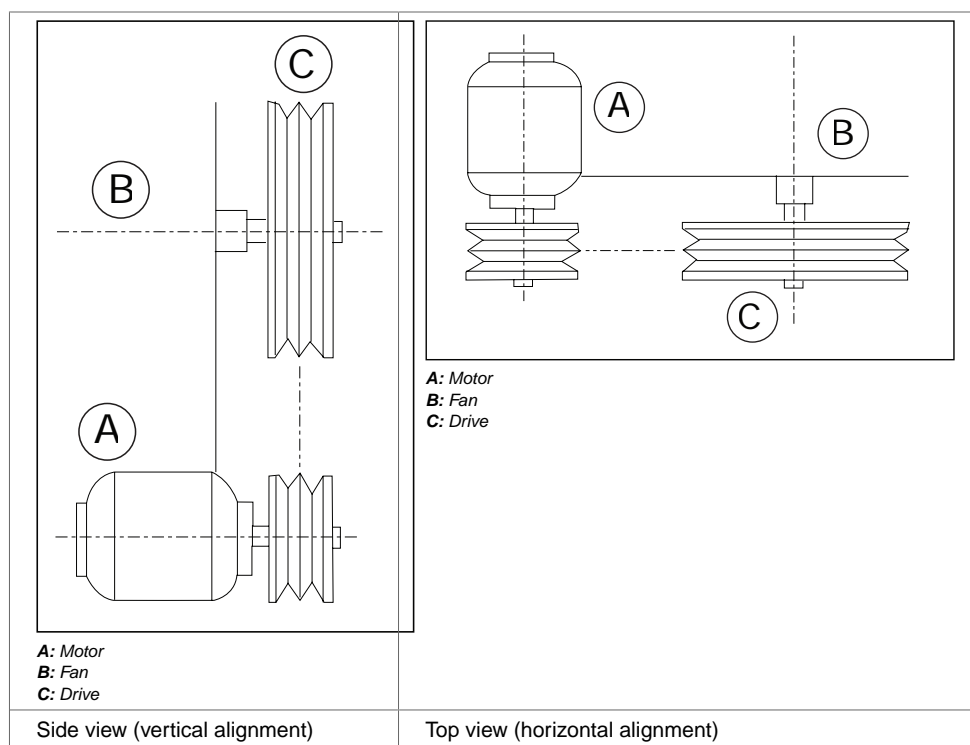 C
B
A
A: Motor
B: Fan
C: Drive
A
B
C
A: Motor
B: Fan
C: Drive
Side view (vertical alignment)
Top view (horizontal alignment)